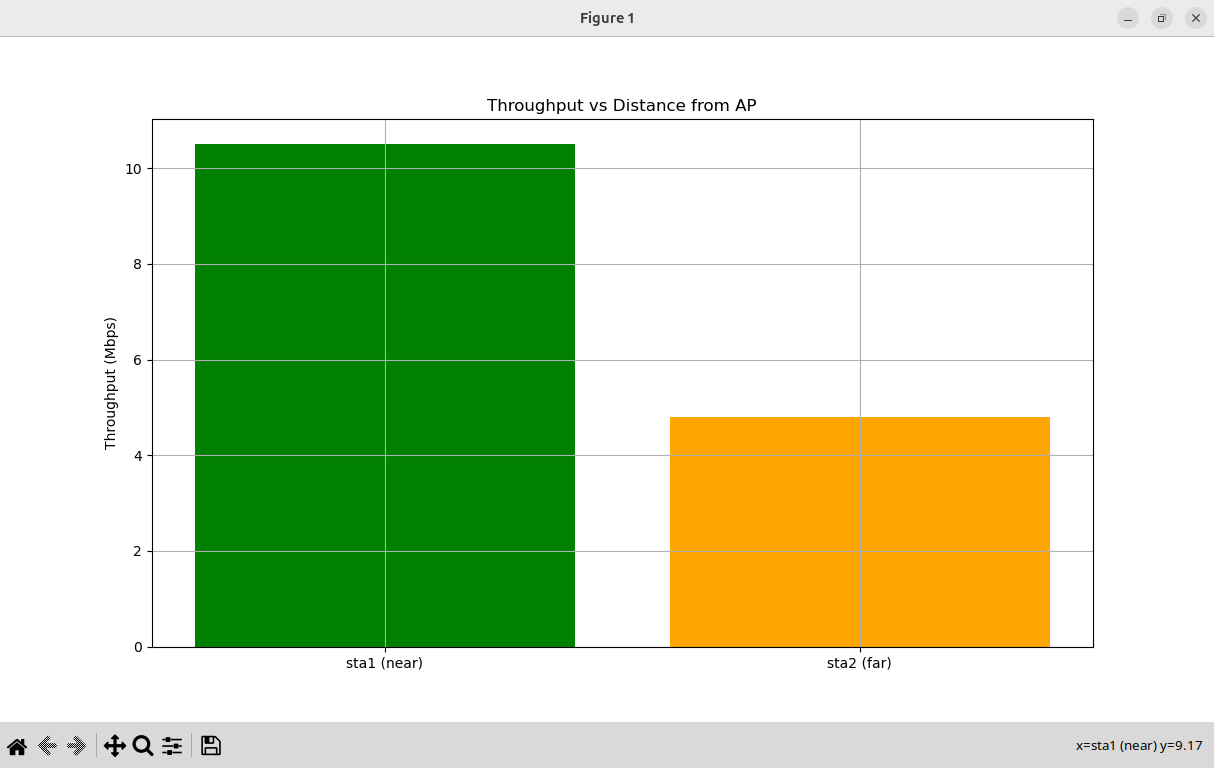 Figure 1
Throughput vs Distance from AP
Throughput (Mbps)
10
8
6
4
2
0
sta1 (near)
sta2 (far)
x=sta1 (near) y=9.17